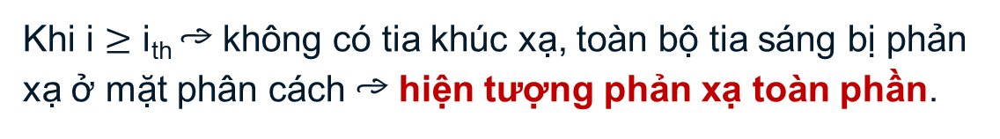 Khi i ≥ i_th ⇒ không có tia khúc xạ, toàn bộ tia sáng bị phản
xạ ở mặt phân cách ⇒ hiện tượng phản xạ toàn phần.